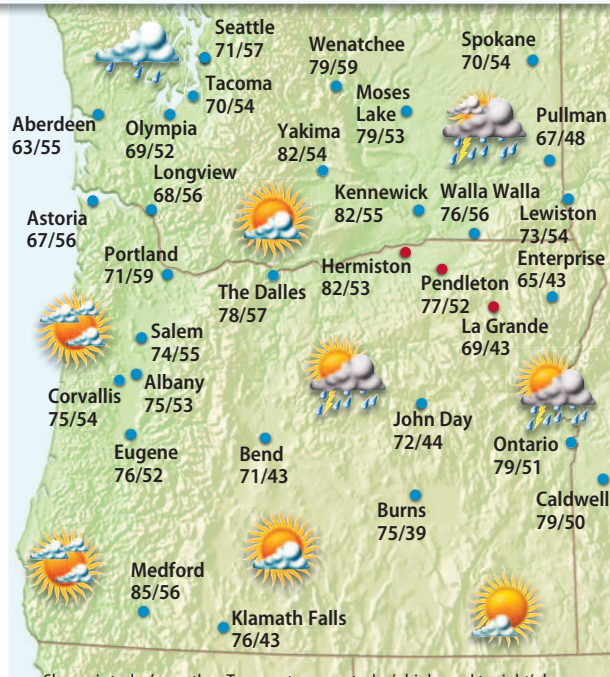 Seattle
71/57
Wenatchee
79/59
Spokane
70/54
Tacoma
70/54
Moses
Lake
79/53
Pullman
67/48
Aberdeen
63/55
Olympia
69/52
Yakima
82/54
Longview
68/56
Kennewick
82/55
Walla Walla
76/56
Lewiston
73/54
Astoria
67/56
Portland
71/59
The Dalles
78/57
Hermiston
82/53
Pendleton
77/52
Enterprise
65/43
La Grande
69/43
Salem
74/55
Corvallis
75/54
Albany
75/53
Eugene
76/52
Bend
71/43
John Day
72/44
Ontario
79/51
Caldwell
79/50
Burns
75/39
Medford
85/56
Klamath Falls
76/43